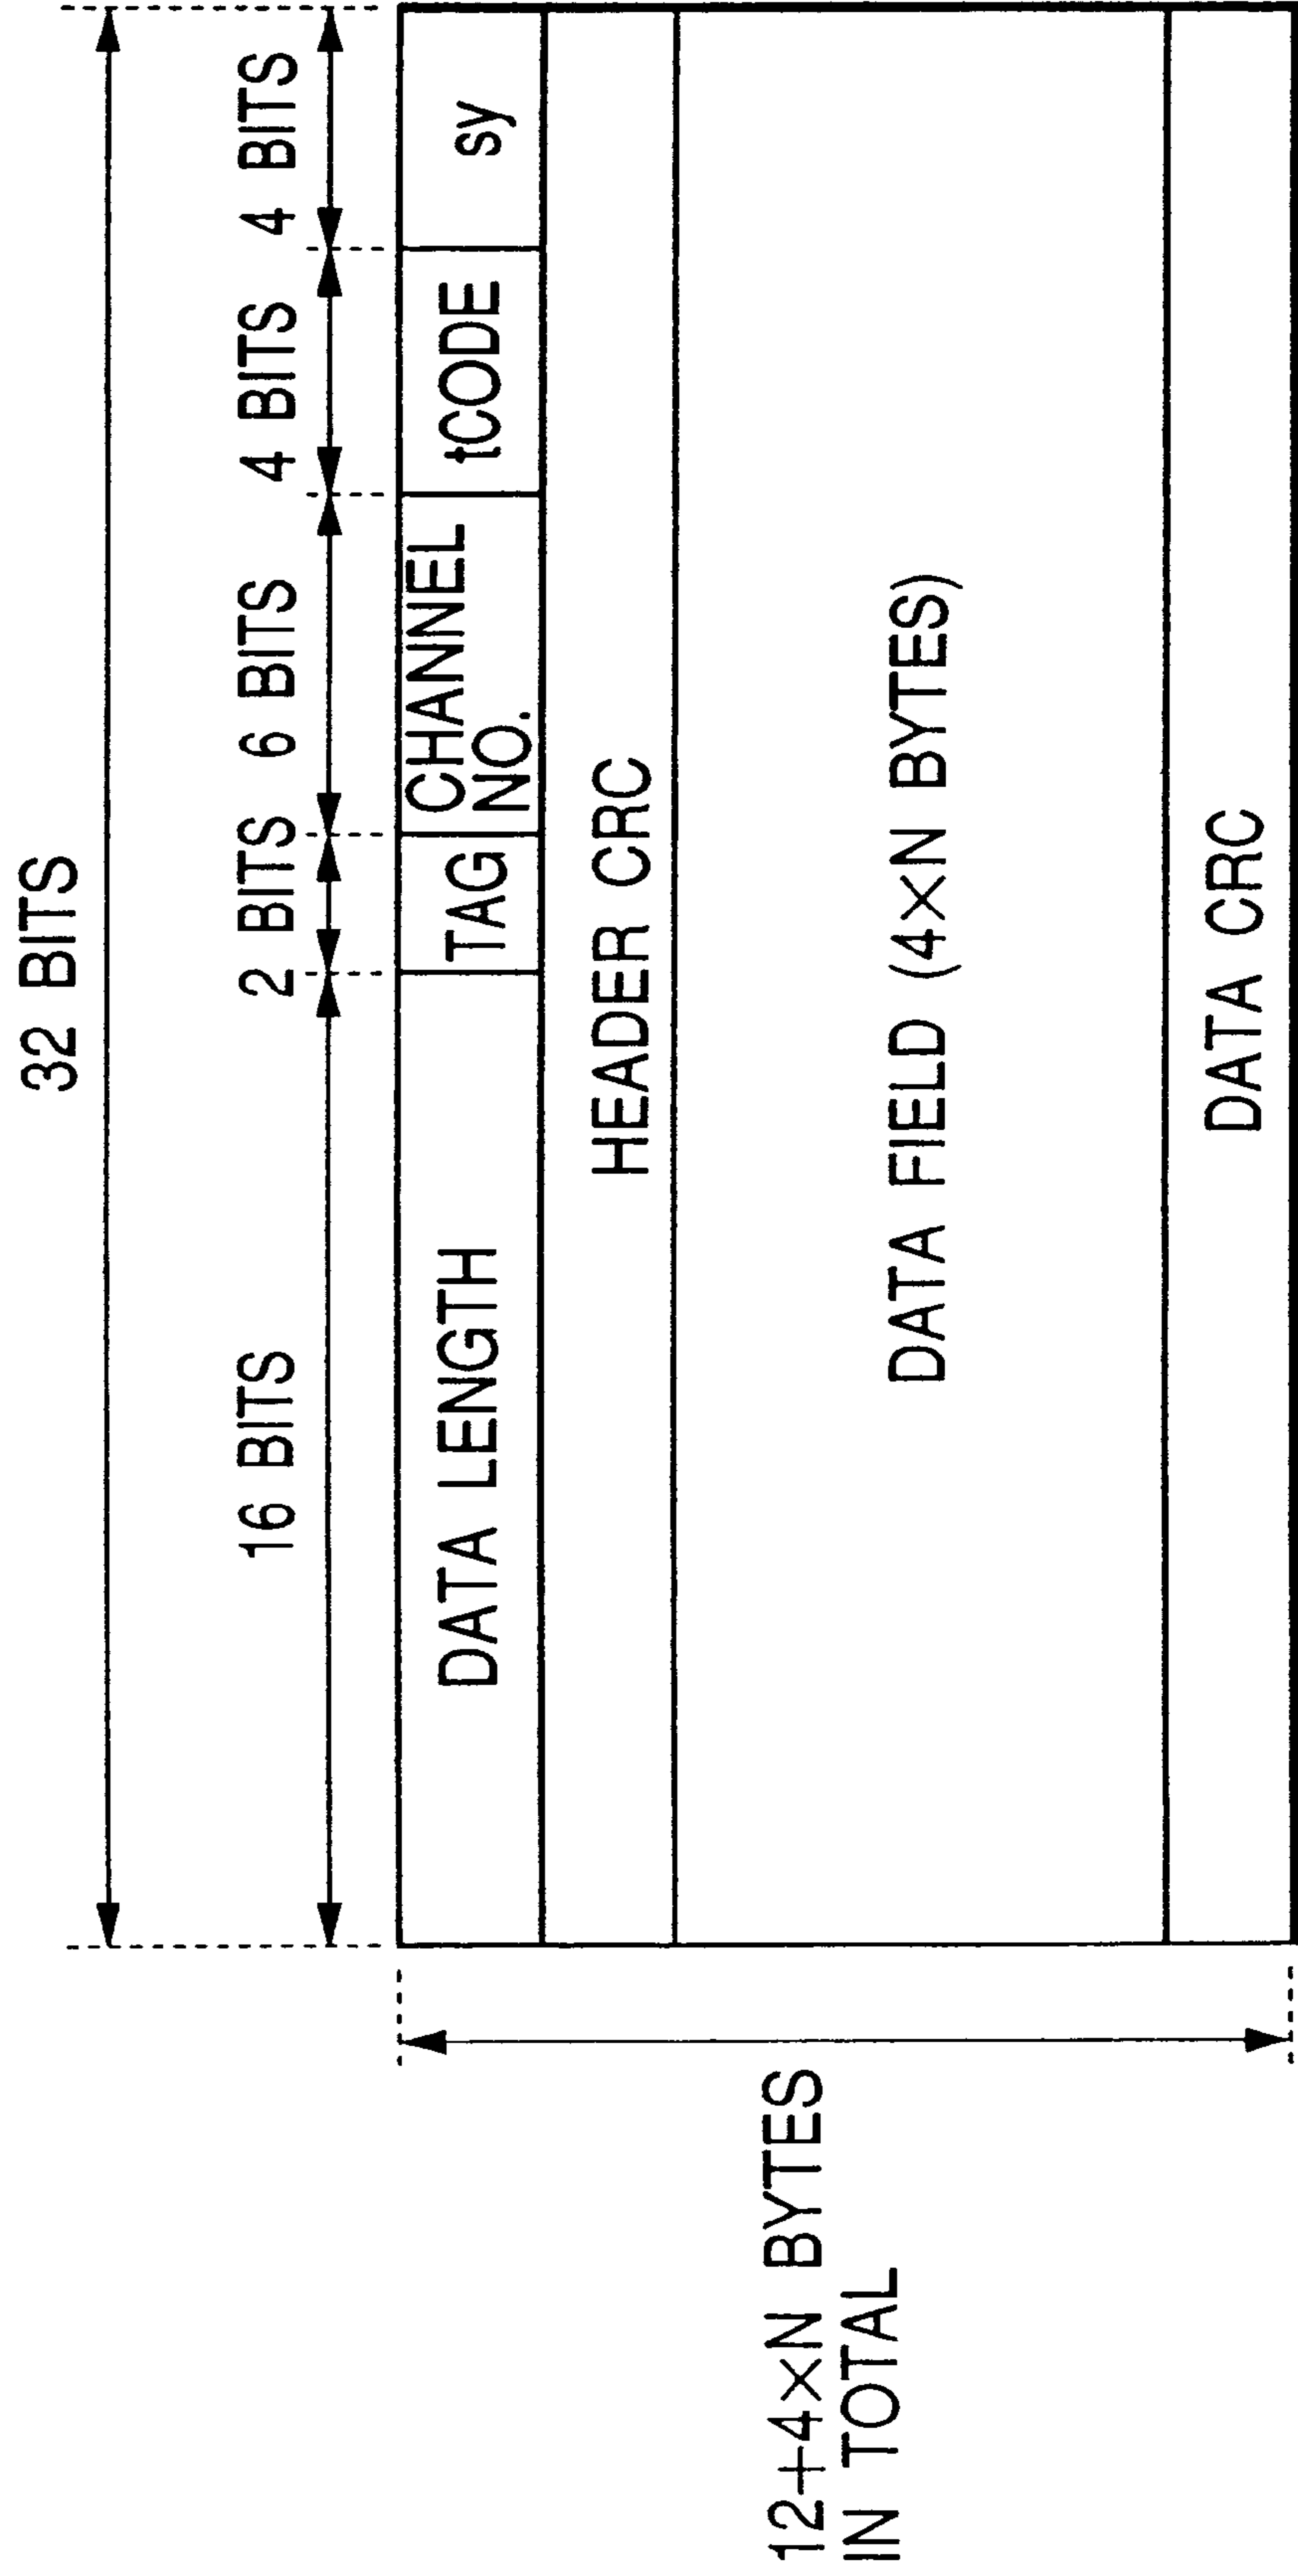 32 BITS
16 BITS
2 BITS
6 BITS
4 BITS
4 BITS
DATA LENGTH
TAG
CHANNEL
NO.
tCODE
sy
HEADER CRC
DATA FIELD (4×N BYTES)
DATA CRC
12+4×N BYTES
IN TOTAL